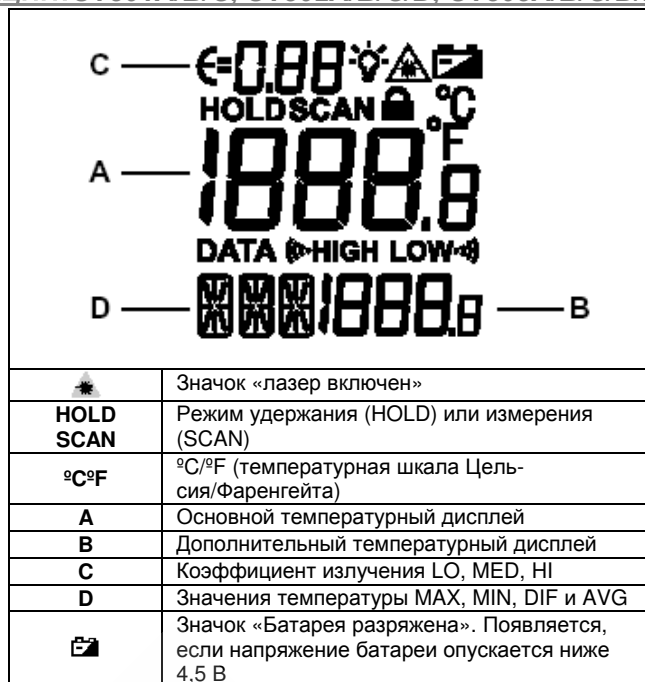 C
€=0.88
HOLD SCAN °C
°F
A
1888.8
DATA HIGH LOW
D
1888.8
B
Значок «лазер включен»
HOLD
SCAN
Режим удержания (HOLD) или измерения
(SCAN)
ºCºF
ºC/ºF (температурная шкала Цель-
сия/Фаренгейта)
A
Основной температурный дисплей
B
Дополнительный температурный дисплей
C
Коэффициент излучения LO, MED, HI
D
Значения температуры MAX, MIN, DIF и AVG
Значок «Батарея разряжена». Появляется,
если напряжение батареи опускается ниже
4,5 В